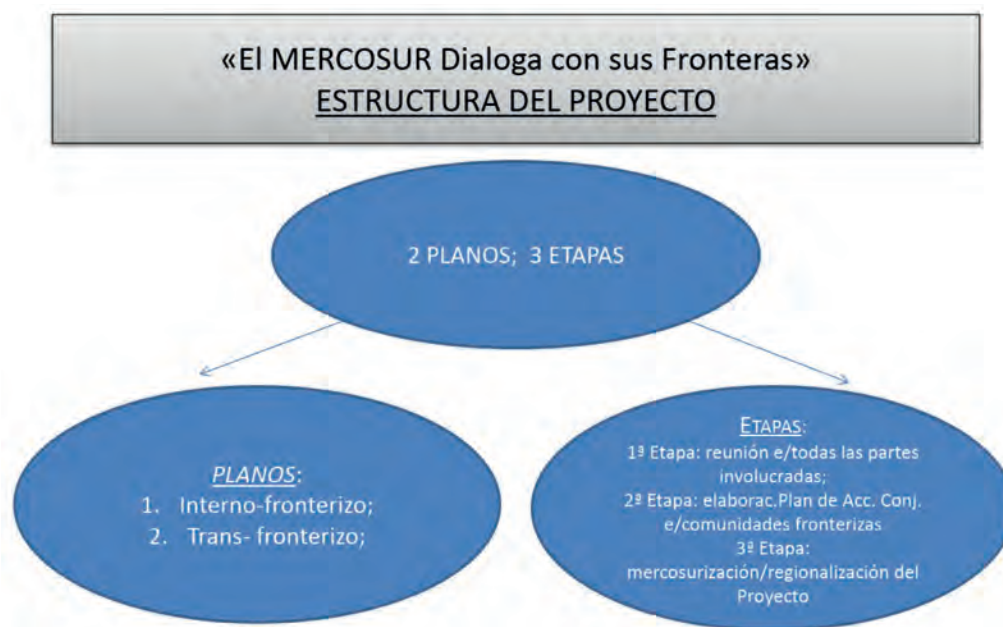 «El MERCOSUR Dialoga con sus Fronteras»
ESTRUCTURA DEL PROYECTO
2 PLANOS; 3 ETAPAS
PLANOS:
1. Interno-fronterizo;
2. Trans- fronterizo;
ETAPAS:
1ª Etapa: reunión e/todas las partes
involucradas;
2ª Etapa: elaborac.Plan de Acc. Conj.
e/comunidades fronterizas
3ª Etapa:
mercosurización/regionalización del
Proyecto